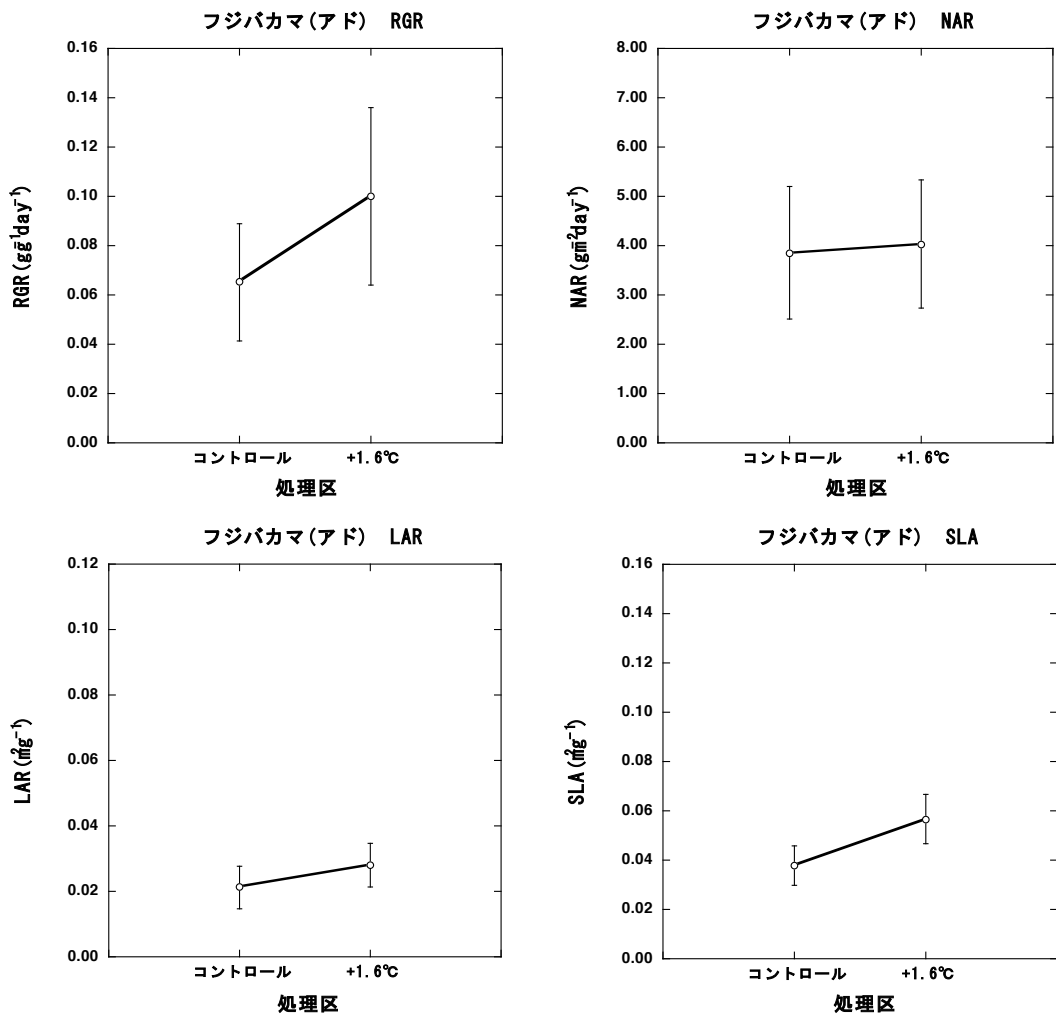 フジバカマ(アド) RGR
0.16
0.14
0.12
0.10
0.08
0.06
0.04
0.02
0.00
RGR(gg⁻¹day⁻¹)
コントロール +1.6℃
処理区
フジバカマ(アド) NAR
8.00
7.00
6.00
5.00
4.00
3.00
2.00
1.00
0.00
NAR(gm⁻²day⁻¹)
コントロール +1.6℃
処理区
フジバカマ(アド) LAR
0.12
0.10
0.08
0.06
0.04
0.02
0.00
LAR(m²g⁻¹)
コントロール +1.6℃
処理区
フジバカマ(アド) SLA
0.16
0.14
0.12
0.10
0.08
0.06
0.04
0.02
0.00
SLA(m²g⁻¹)
コントロール +1.6℃
処理区